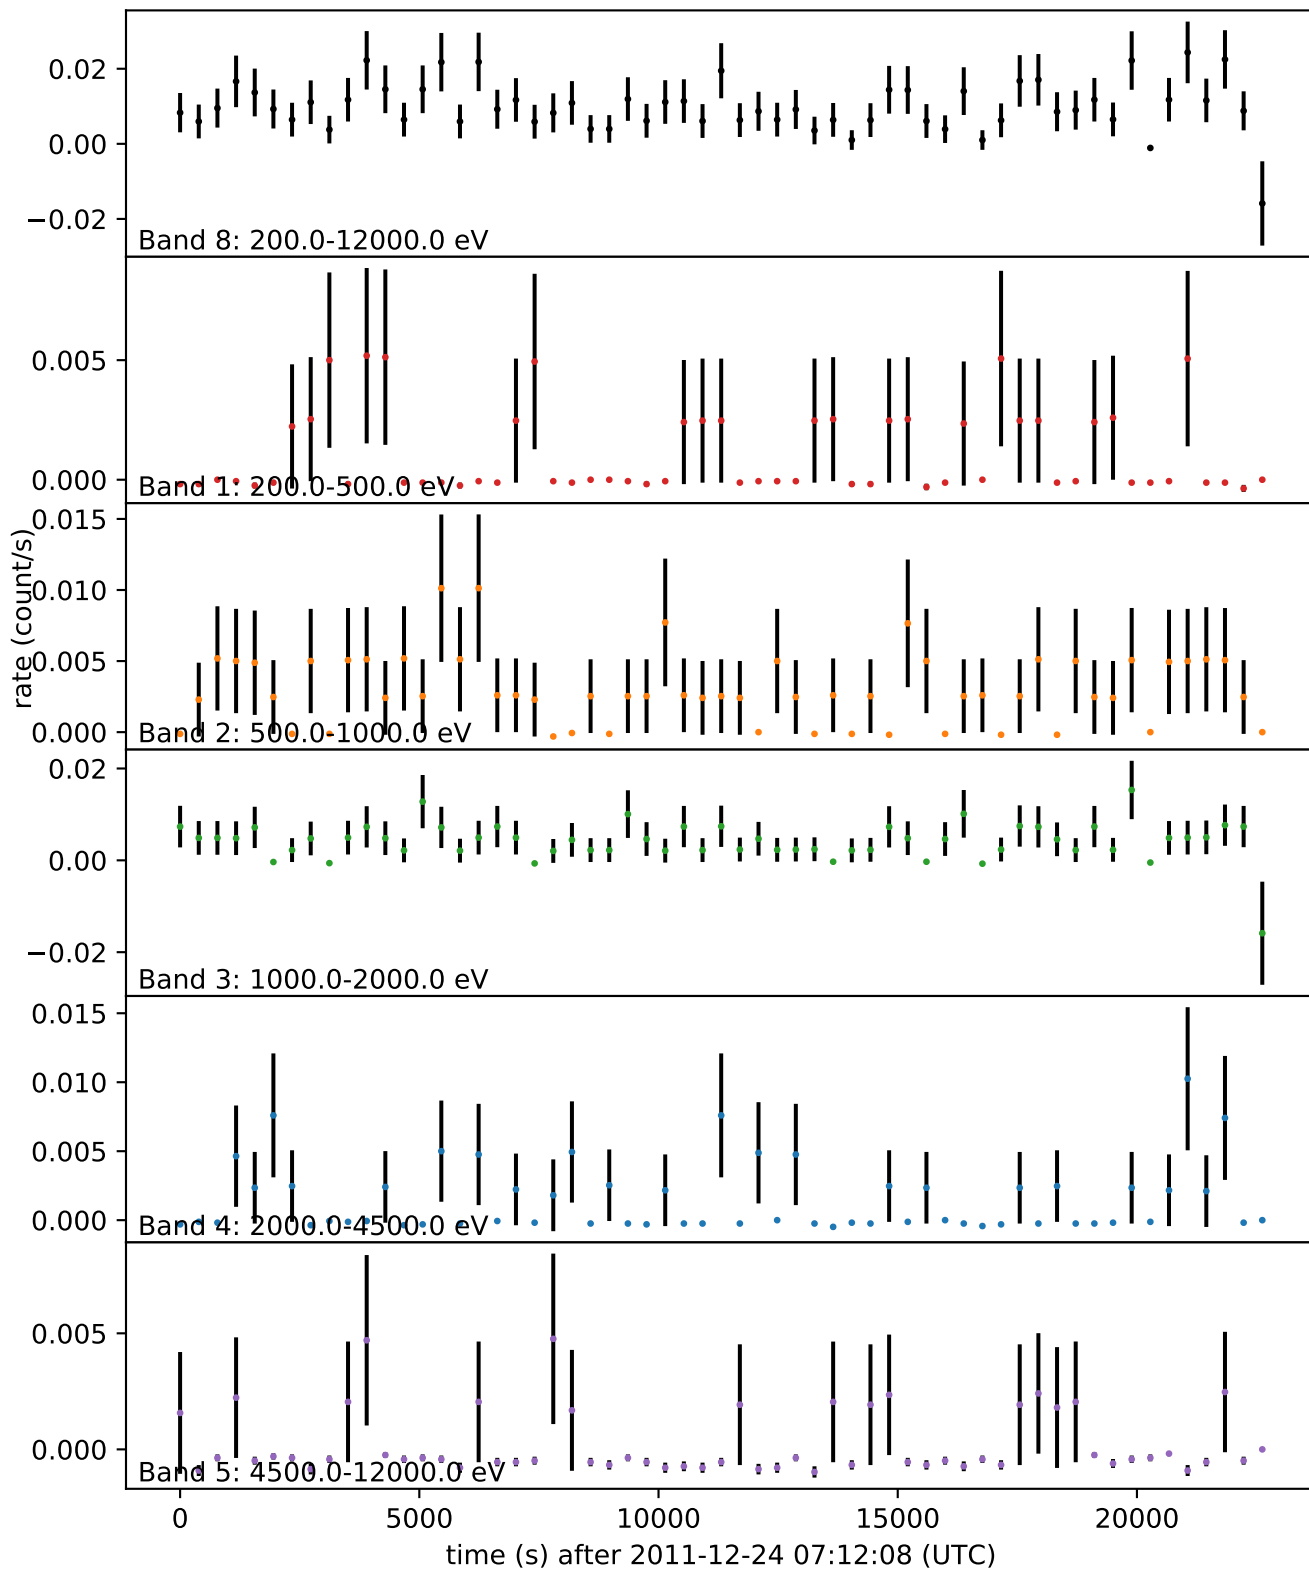 0.02
0.00
−0.02
Band 8: 200.0-12000.0 eV
0.005
0.000
Band 1: 200.0-500.0 eV
rate (count/s)
0.015
0.010
0.005
0.000
Band 2: 500.0-1000.0 eV
0.02
0.00
−0.02
Band 3: 1000.0-2000.0 eV
0.015
0.010
0.005
0.000
Band 4: 2000.0-4500.0 eV
0.005
0.000
Band 5: 4500.0-12000.0 eV
0 5000 10000 15000 20000
time (s) after 2011-12-24 07:12:08 (UTC)